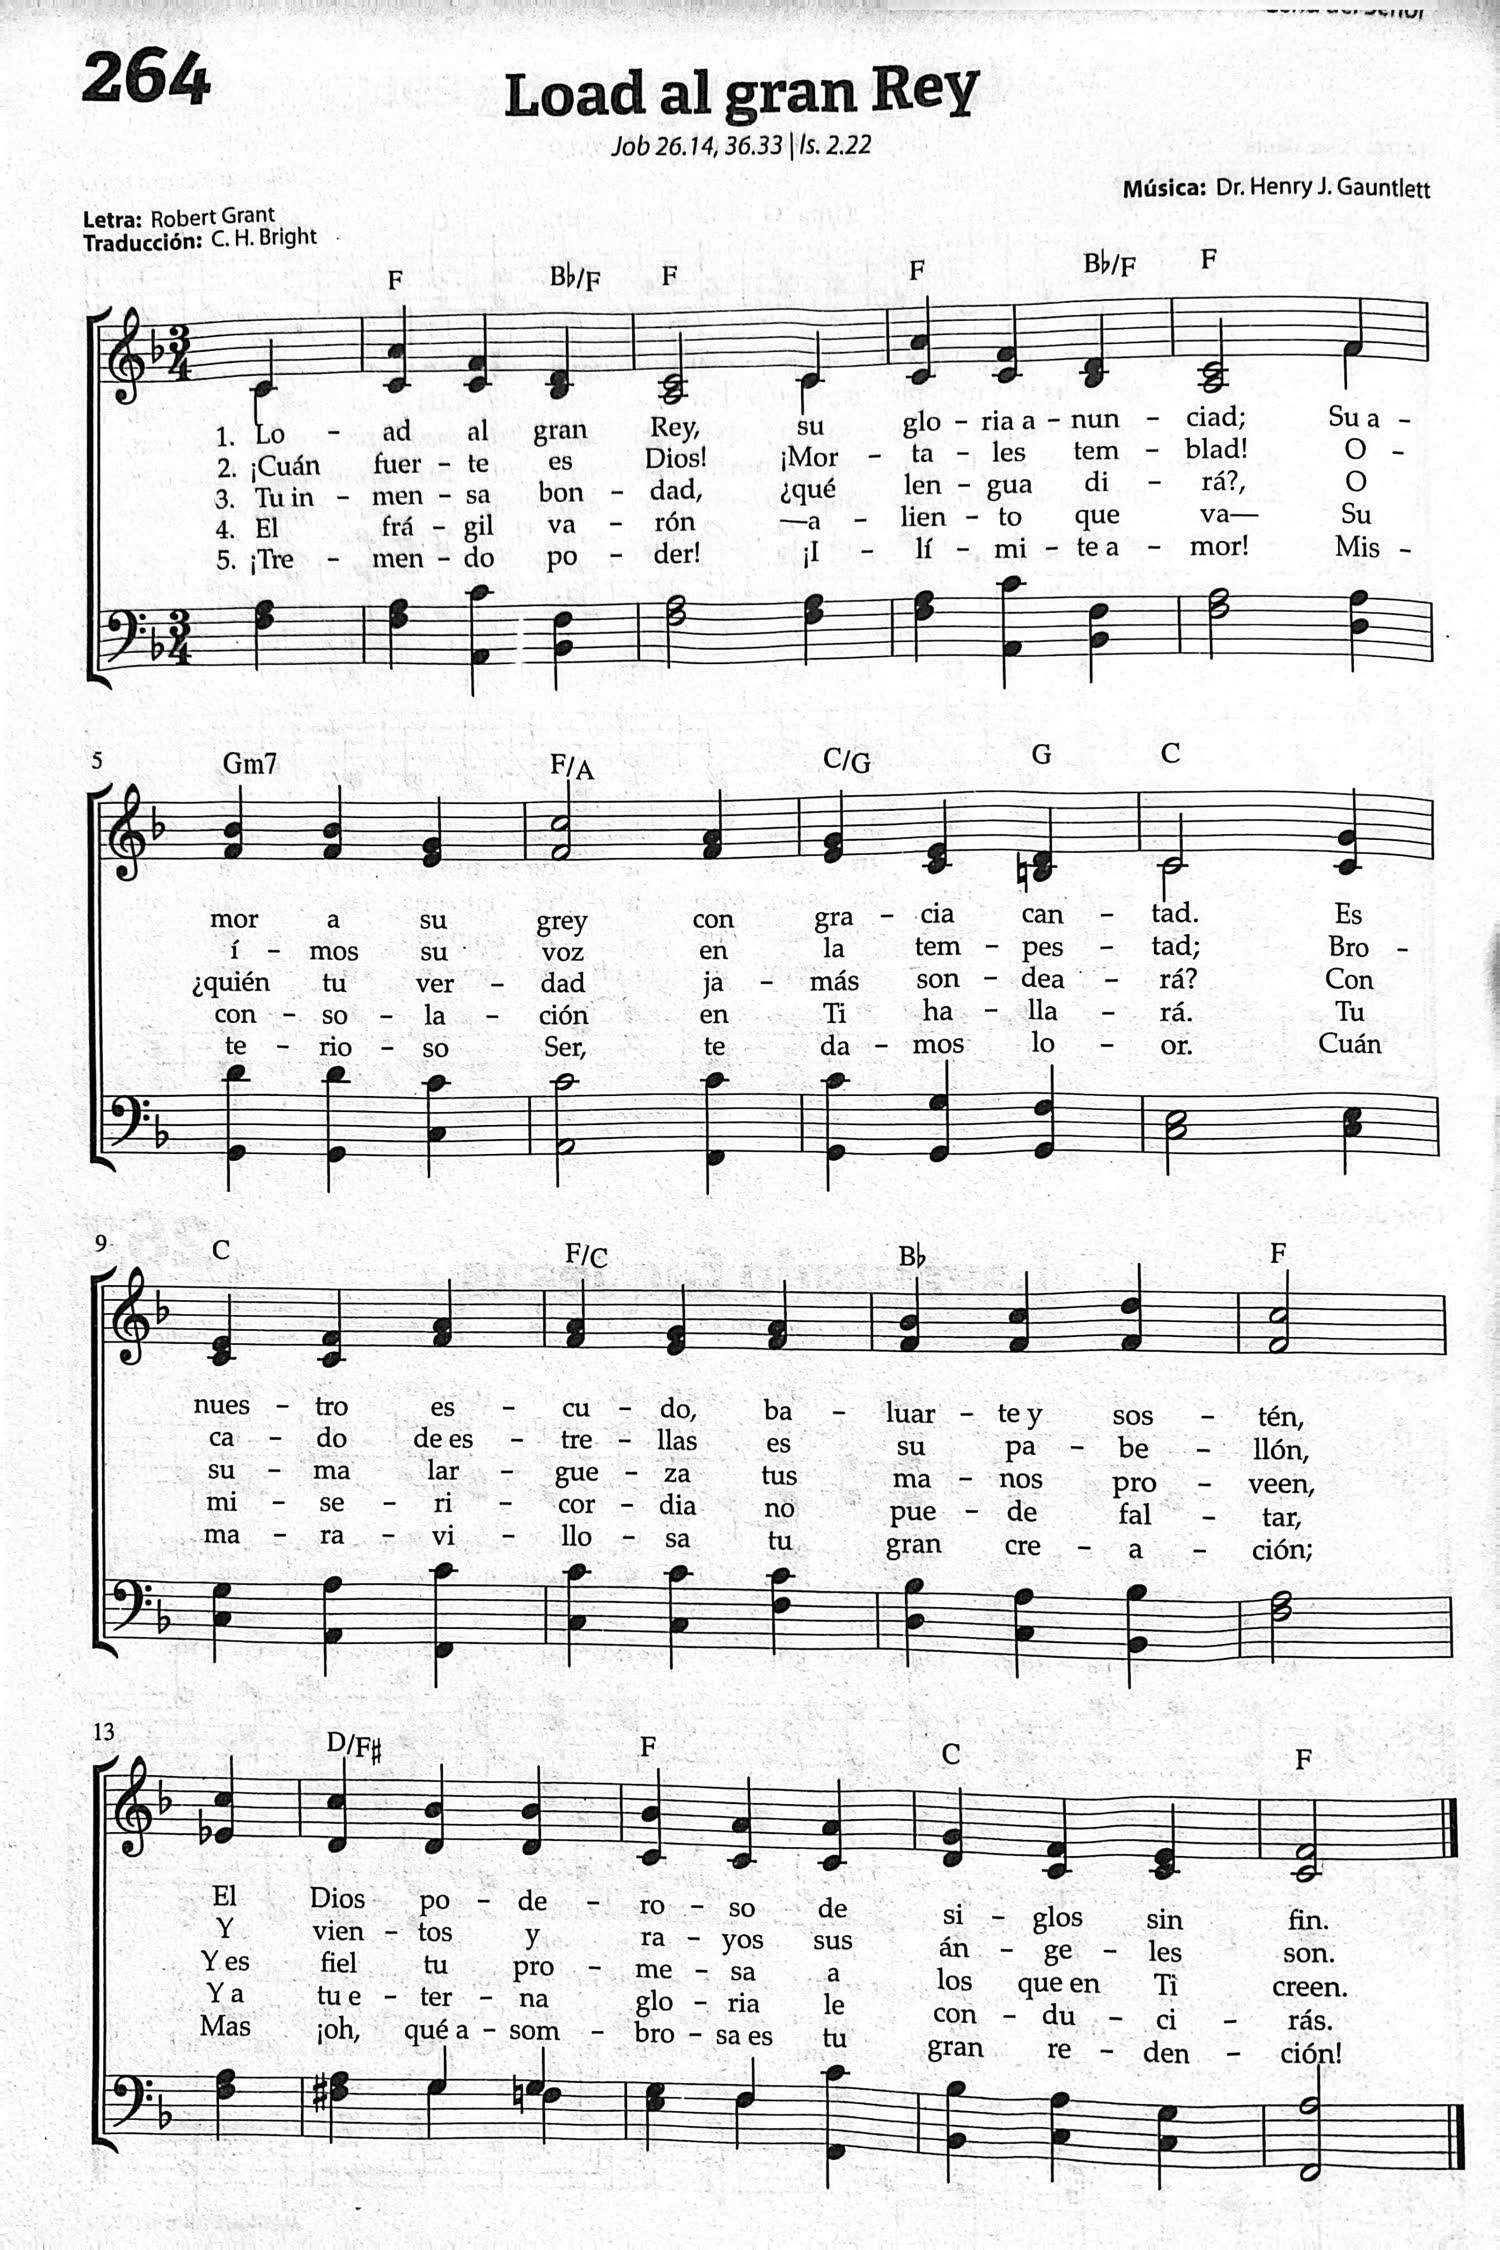 264
Load al gran Rey
Job 26.14, 36.33 | Is. 2.22
Música: Dr. Henry J. Gauntlett
Letra: Robert Grant
Traducción: C. H. Bright
F B♭/F F F B♭/F F
3 4
1. Lo – ad al gran Rey, su glo – ria a – nun – ciad; Su a –
2. ¡Cuán fuer – te es Dios! ¡Mor – ta – les tem – blad! O –
3. Tu in – men – sa bon – dad, ¿qué len – gua di – rá?, O
4. El frá – gil va – rón —a – lien – to que va— Su
5. ¡Tre – men – do po – der! ¡I – lí – mi – te a – mor! Mis –
3 4
5
Gm7 F/A C/G G C
mor a su grey con gra – cia can – tad. Es
í – mos su voz en la tem – pes – tad; Bro –
¿quién tu ver – dad ja – más son – dea – rá? Con
con – so – la – ción en Ti ha – lla – rá. Tu
te – rio – so Ser, te da – mos lo – or. Cuán
9
C F/C B♭ F
nues – tro es – cu – do, ba – luar – te y sos – tén,
ca – do de es – tre – llas es su pa – be – llón,
su – ma lar – gue – za tus ma – nos pro – veen,
mi – se – ri – cor – dia no pue – de fal – tar,
ma – ra – vi – llo – sa tu gran cre – a – ción;
13
D/F♯ F C F
El Dios po – de – ro – so de si – glos sin fin.
Y vien – tos y ra – yos sus án – ge – les son.
Y es fiel tu pro – me – sa a los que en Ti creen.
Y a tu e – ter – na glo – ria le con – du – ci – rás.
Mas ¡oh, qué a – som – bro – sa es tu gran re – den – ción!